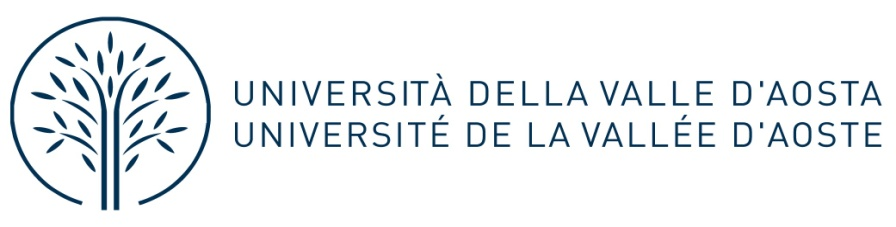 UNIVERSITÀ DELLA VALLE D'AOSTA
UNIVERSITÉ DE LA VALLÉE D'AOSTE